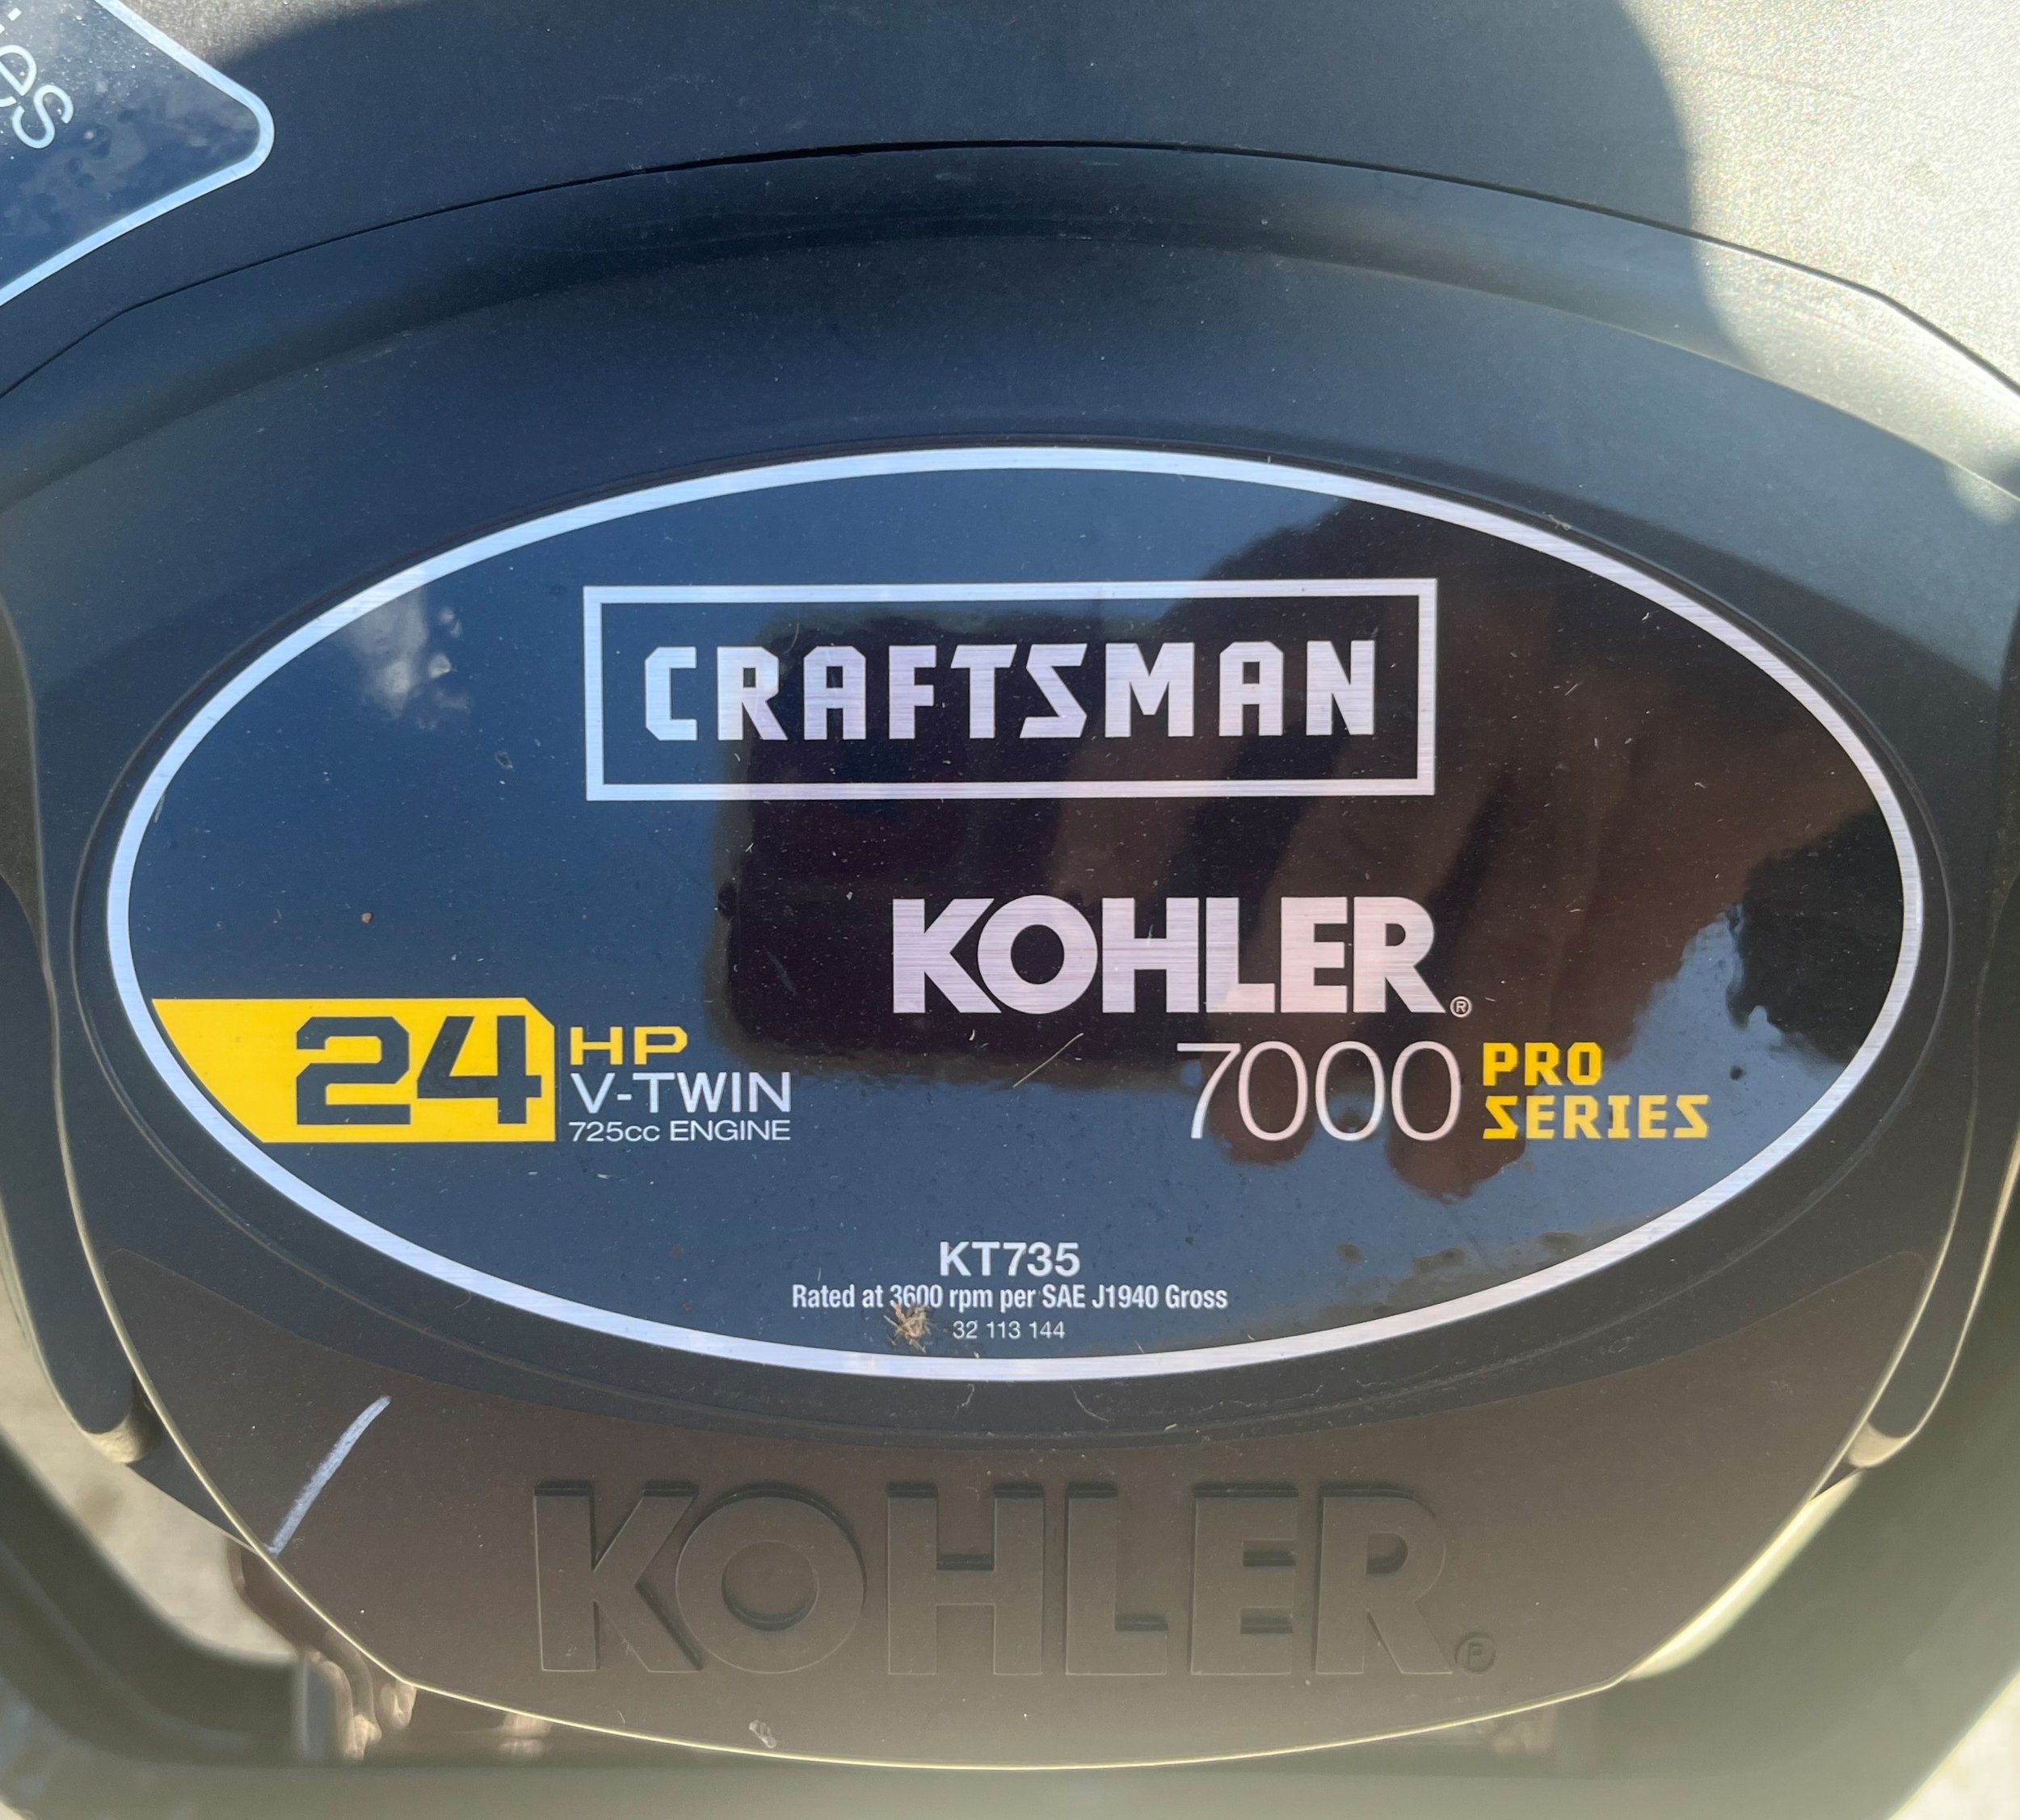 CRAFTSMAN
KOHLER®
24 HP
V-TWIN
725cc ENGINE
7000 PRO
SERIES
KT735
Rated at 3600 rpm per SAE J1940 Gross
32 113 144
KOHLER®